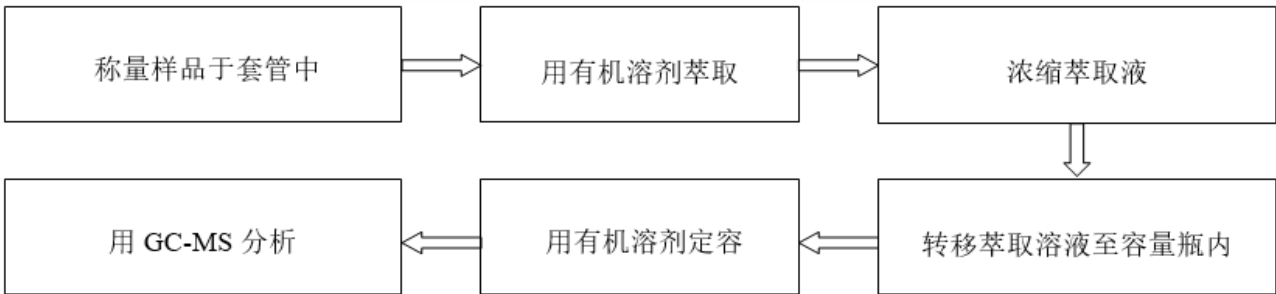 称量样品于套管中
用有机溶剂萃取
浓缩萃取液
转移萃取溶液至容量瓶内
用有机溶剂定容
用 GC-MS 分析